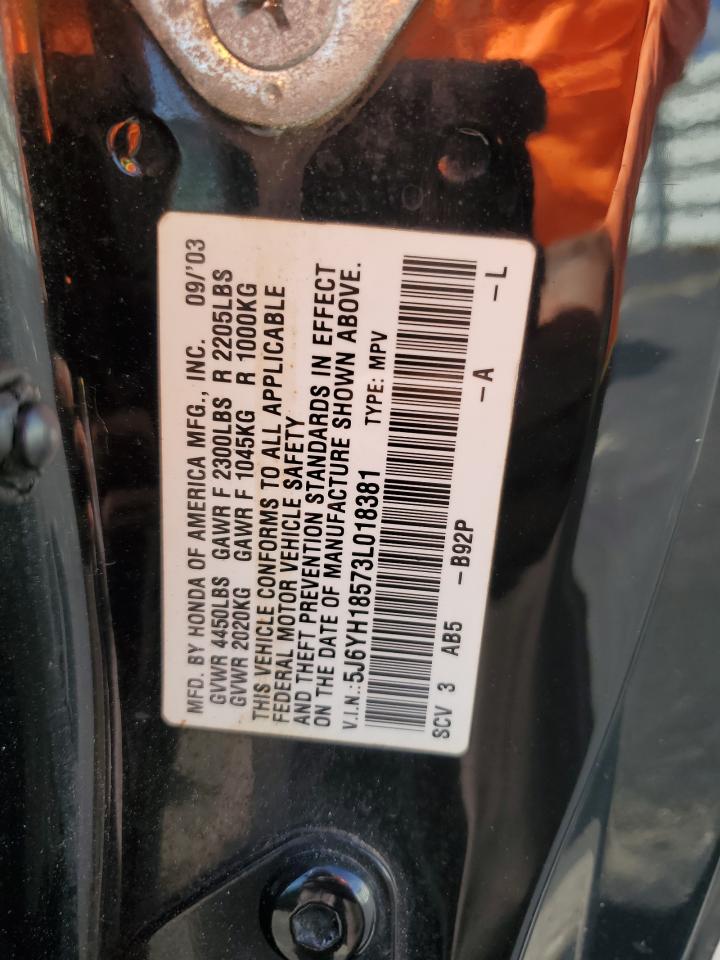 MFD. BY HONDA OF AMERICA MFG., INC. 09/'03
GVWR 4450LBS GAWR F 2300LBS R 2205LBS
GVWR 2020KG GAWR F 1045KG R 1000KG
THIS VEHICLE CONFORMS TO ALL APPLICABLE
FEDERAL MOTOR VEHICLE SAFETY
AND THEFT PREVENTION STANDARDS IN EFFECT
ON THE DATE OF MANUFACTURE SHOWN ABOVE.
V.I.N.:5J6YH18573L018381 TYPE: MPV
SCV 3 AB5 -B92P -A -L